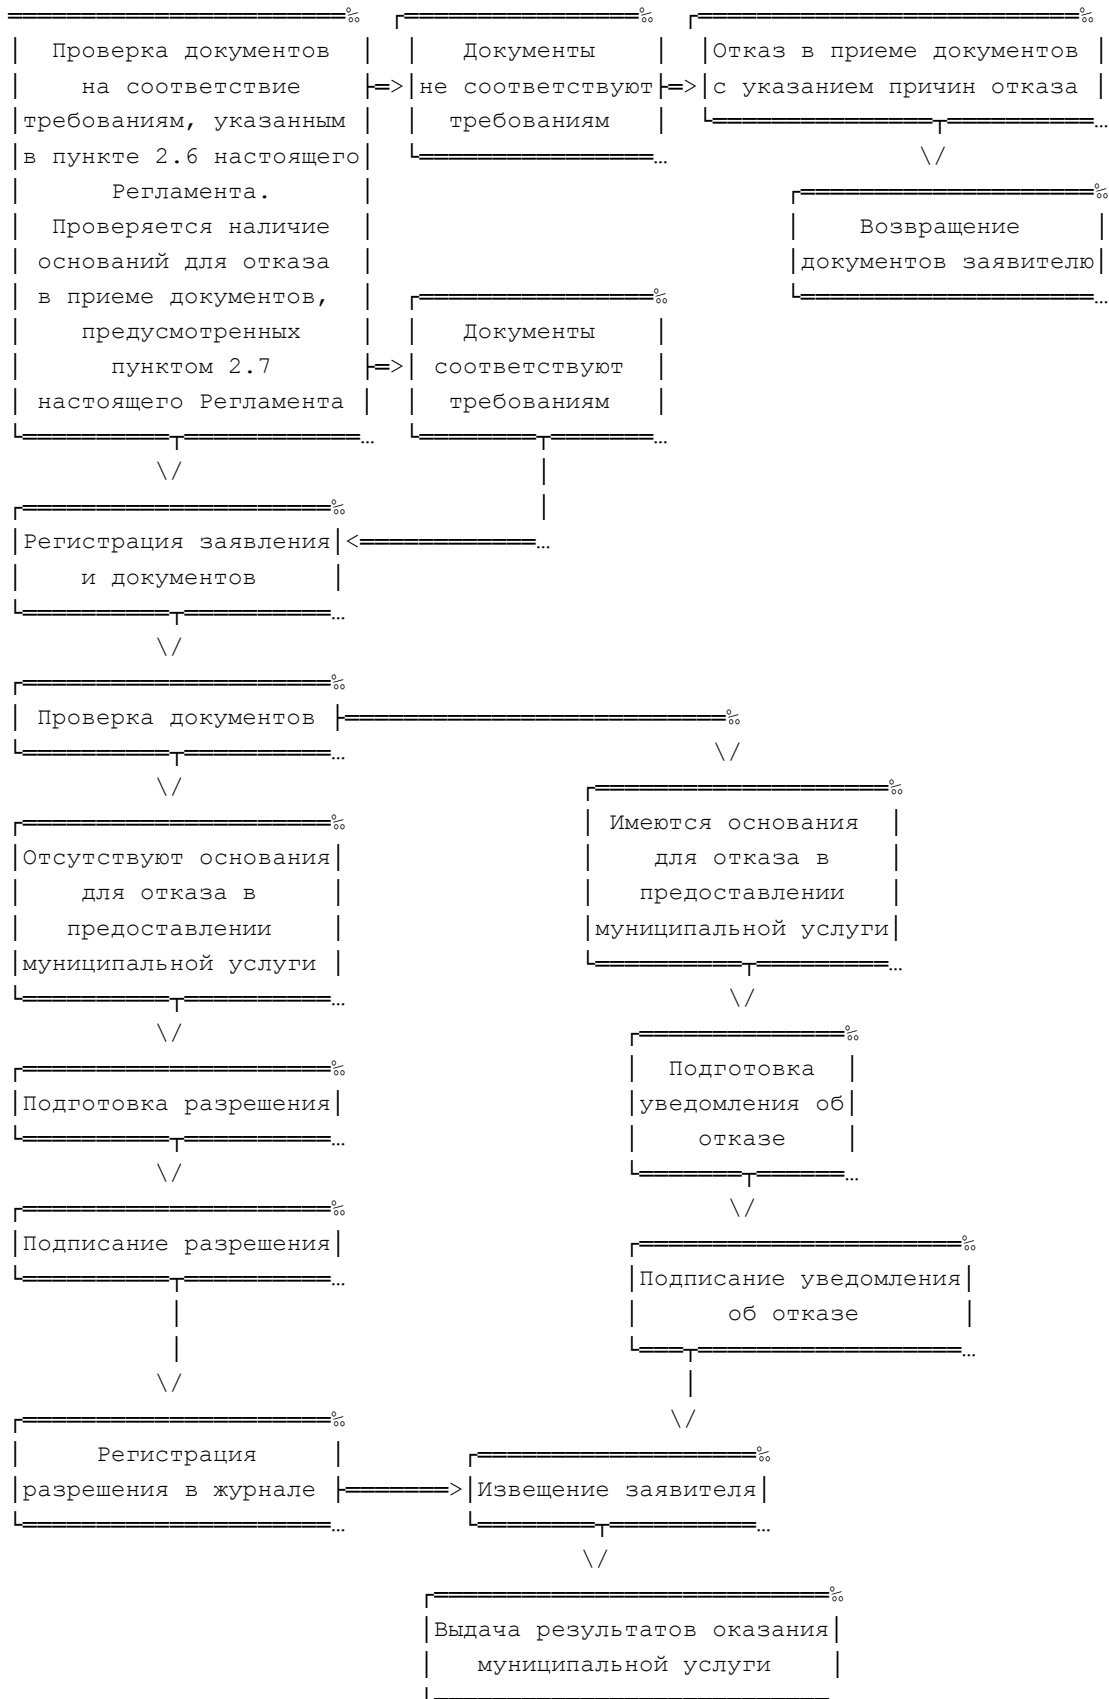 Проверка документов
на соответствие
требованиям, указанным
в пункте 2.6 настоящего
Регламента.
Проверяется наличие
оснований для отказа
в приеме документов,
предусмотренных
пунктом 2.7
настоящего Регламента
Документы
не соответствуют
требованиям
Отказ в приеме документов
с указанием причин отказа
Возвращение
документов заявителю
Документы
соответствуют
требованиям
Регистрация заявления
и документов
Проверка документов
Отсутствуют основания
для отказа в
предоставлении
муниципальной услуги
Имеются основания
для отказа в
предоставлении
муниципальной услуги
Подготовка разрешения
Подготовка
уведомления об
отказе
Подписание разрешения
Подписание уведомления
об отказе
Регистрация
разрешения в журнале
Извещение заявителя
Выдача результатов оказания
муниципальной услуги